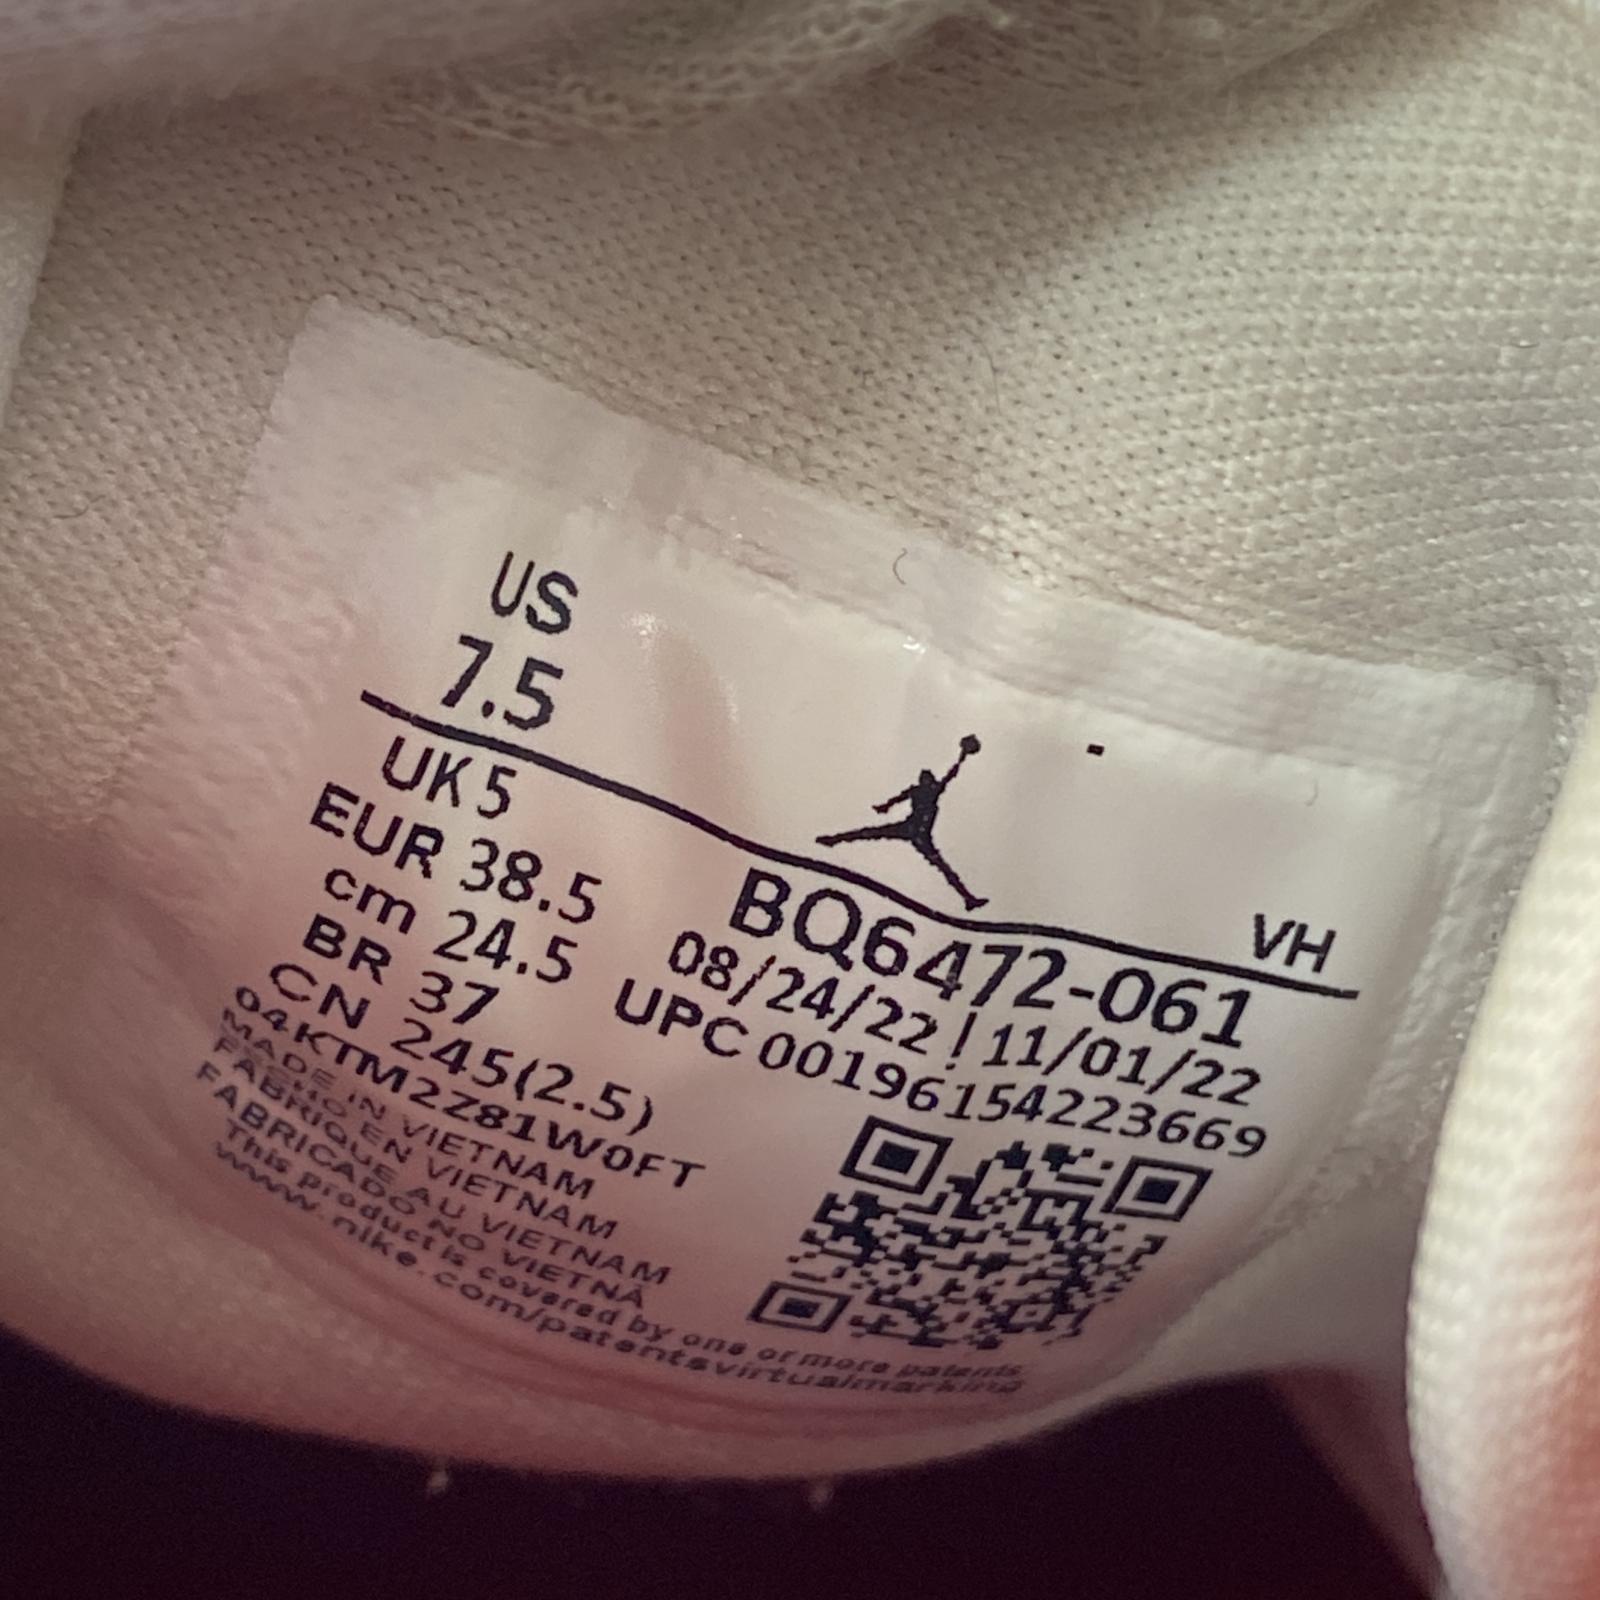 US
7.5
UK 5
EUR 38.5
cm 24.5
BR 37
CN 245(2.5)
04KTM2Z81W0FT
MADE IN VIETNAM
FABRIQUE AU VIETNAM
FABRICADO NO VIETNÃ
This product is covered by one or more patents
www.nike.com/patentsvirtualmarking
VH
BQ6472-061
08/24/22 ! 11/01/22
UPC 00196154223669